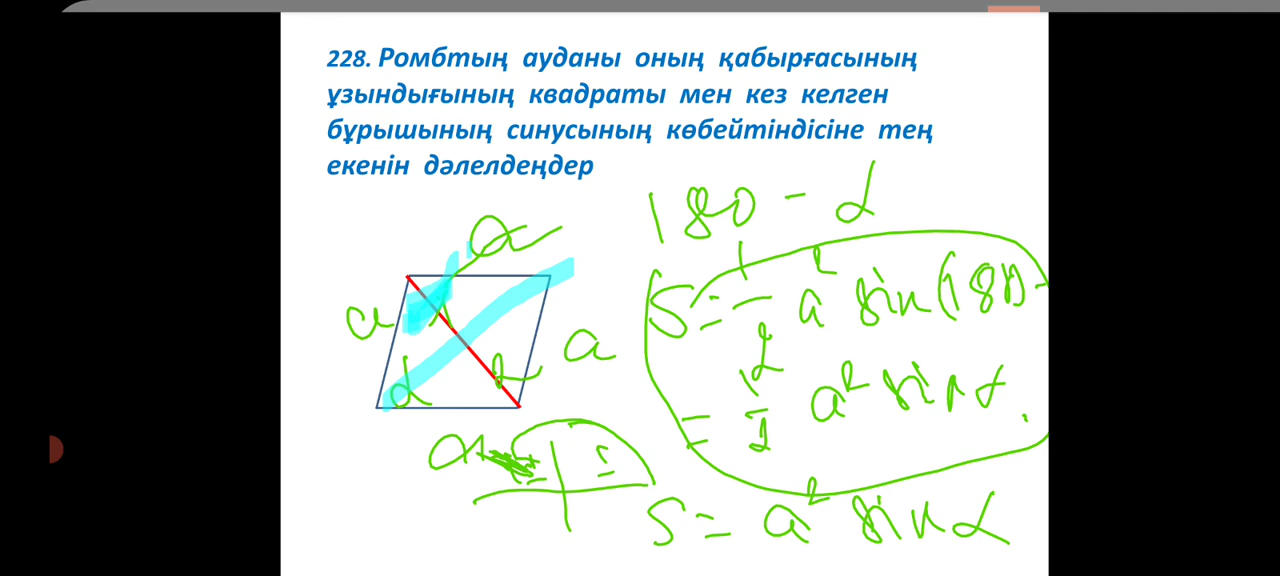 228. Ромбтың ауданы оның қабырғасының
ұзындығының квадраты мен кез келген
бұрышының синусының көбейтіндісіне тең
екенін дәлелдеңдер
180 - α
a
S = 1/2 a² sin(180 -
a
a
α
= 1/2 a² sin α
a
S = a² sin α